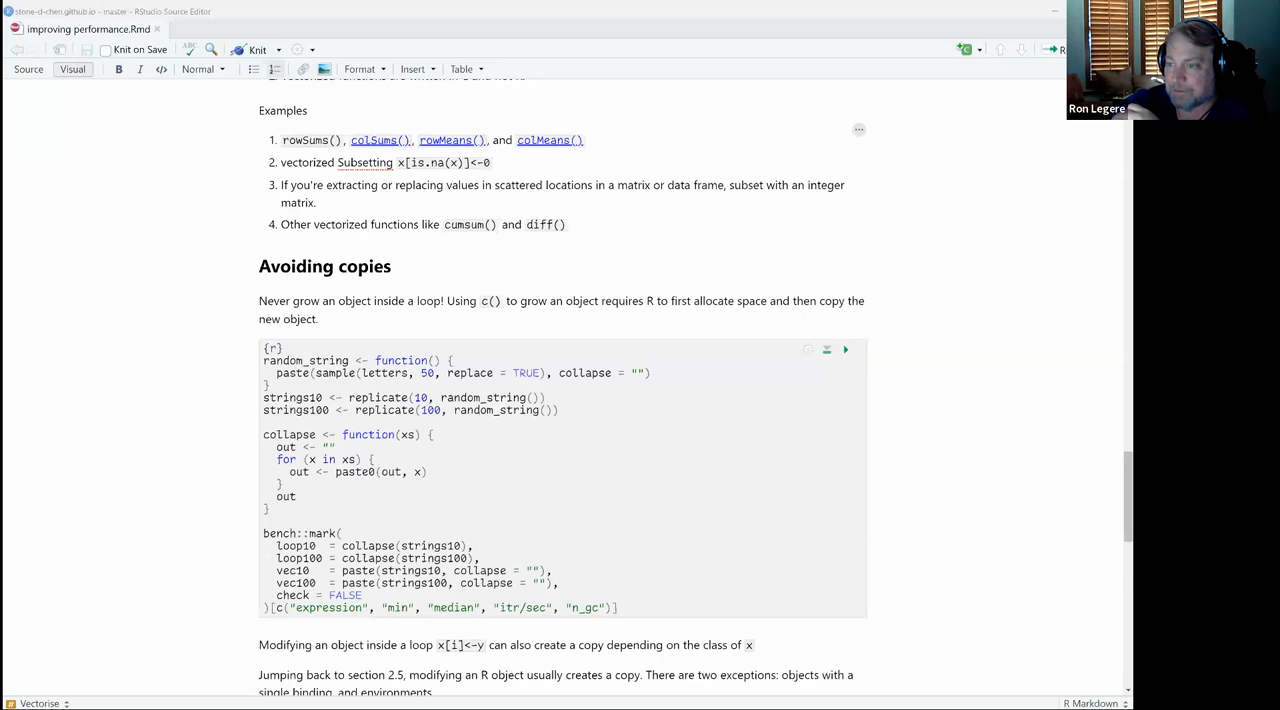 stone-d-chen.github.io - master - RStudio Source Editor
improving performance.Rmd
Knit on Save ABC Knit
Source Visual B I </> Normal Format Insert Table
Ron Legere
Examples
1. rowSums(), colSums(), rowMeans(), and colMeans()
2. vectorized Subsetting x[is.na(x)]<-0
3. If you're extracting or replacing values in scattered locations in a matrix or data frame, subset with an integer
matrix.
4. Other vectorized functions like cumsum() and diff()
Avoiding copies
Never grow an object inside a loop! Using c() to grow an object requires R to first allocate space and then copy the
new object.
{r}
random_string <- function() {
paste(sample(letters, 50, replace = TRUE), collapse = "")
}
strings10 <- replicate(10, random_string())
strings100 <- replicate(100, random_string())
collapse <- function(xs) {
out <- ""
for (x in xs) {
out <- paste0(out, x)
}
out
}
bench::mark(
loop10 = collapse(strings10),
loop100 = collapse(strings100),
vec10 = paste(strings10, collapse = ""),
vec100 = paste(strings100, collapse = ""),
check = FALSE
)[c("expression", "min", "median", "itr/sec", "n_gc")]
Modifying an object inside a loop x[i]<-y can also create a copy depending on the class of x
Jumping back to section 2.5, modifying an R object usually creates a copy. There are two exceptions: objects with a
single binding, and environments
Vectorise R Markdown